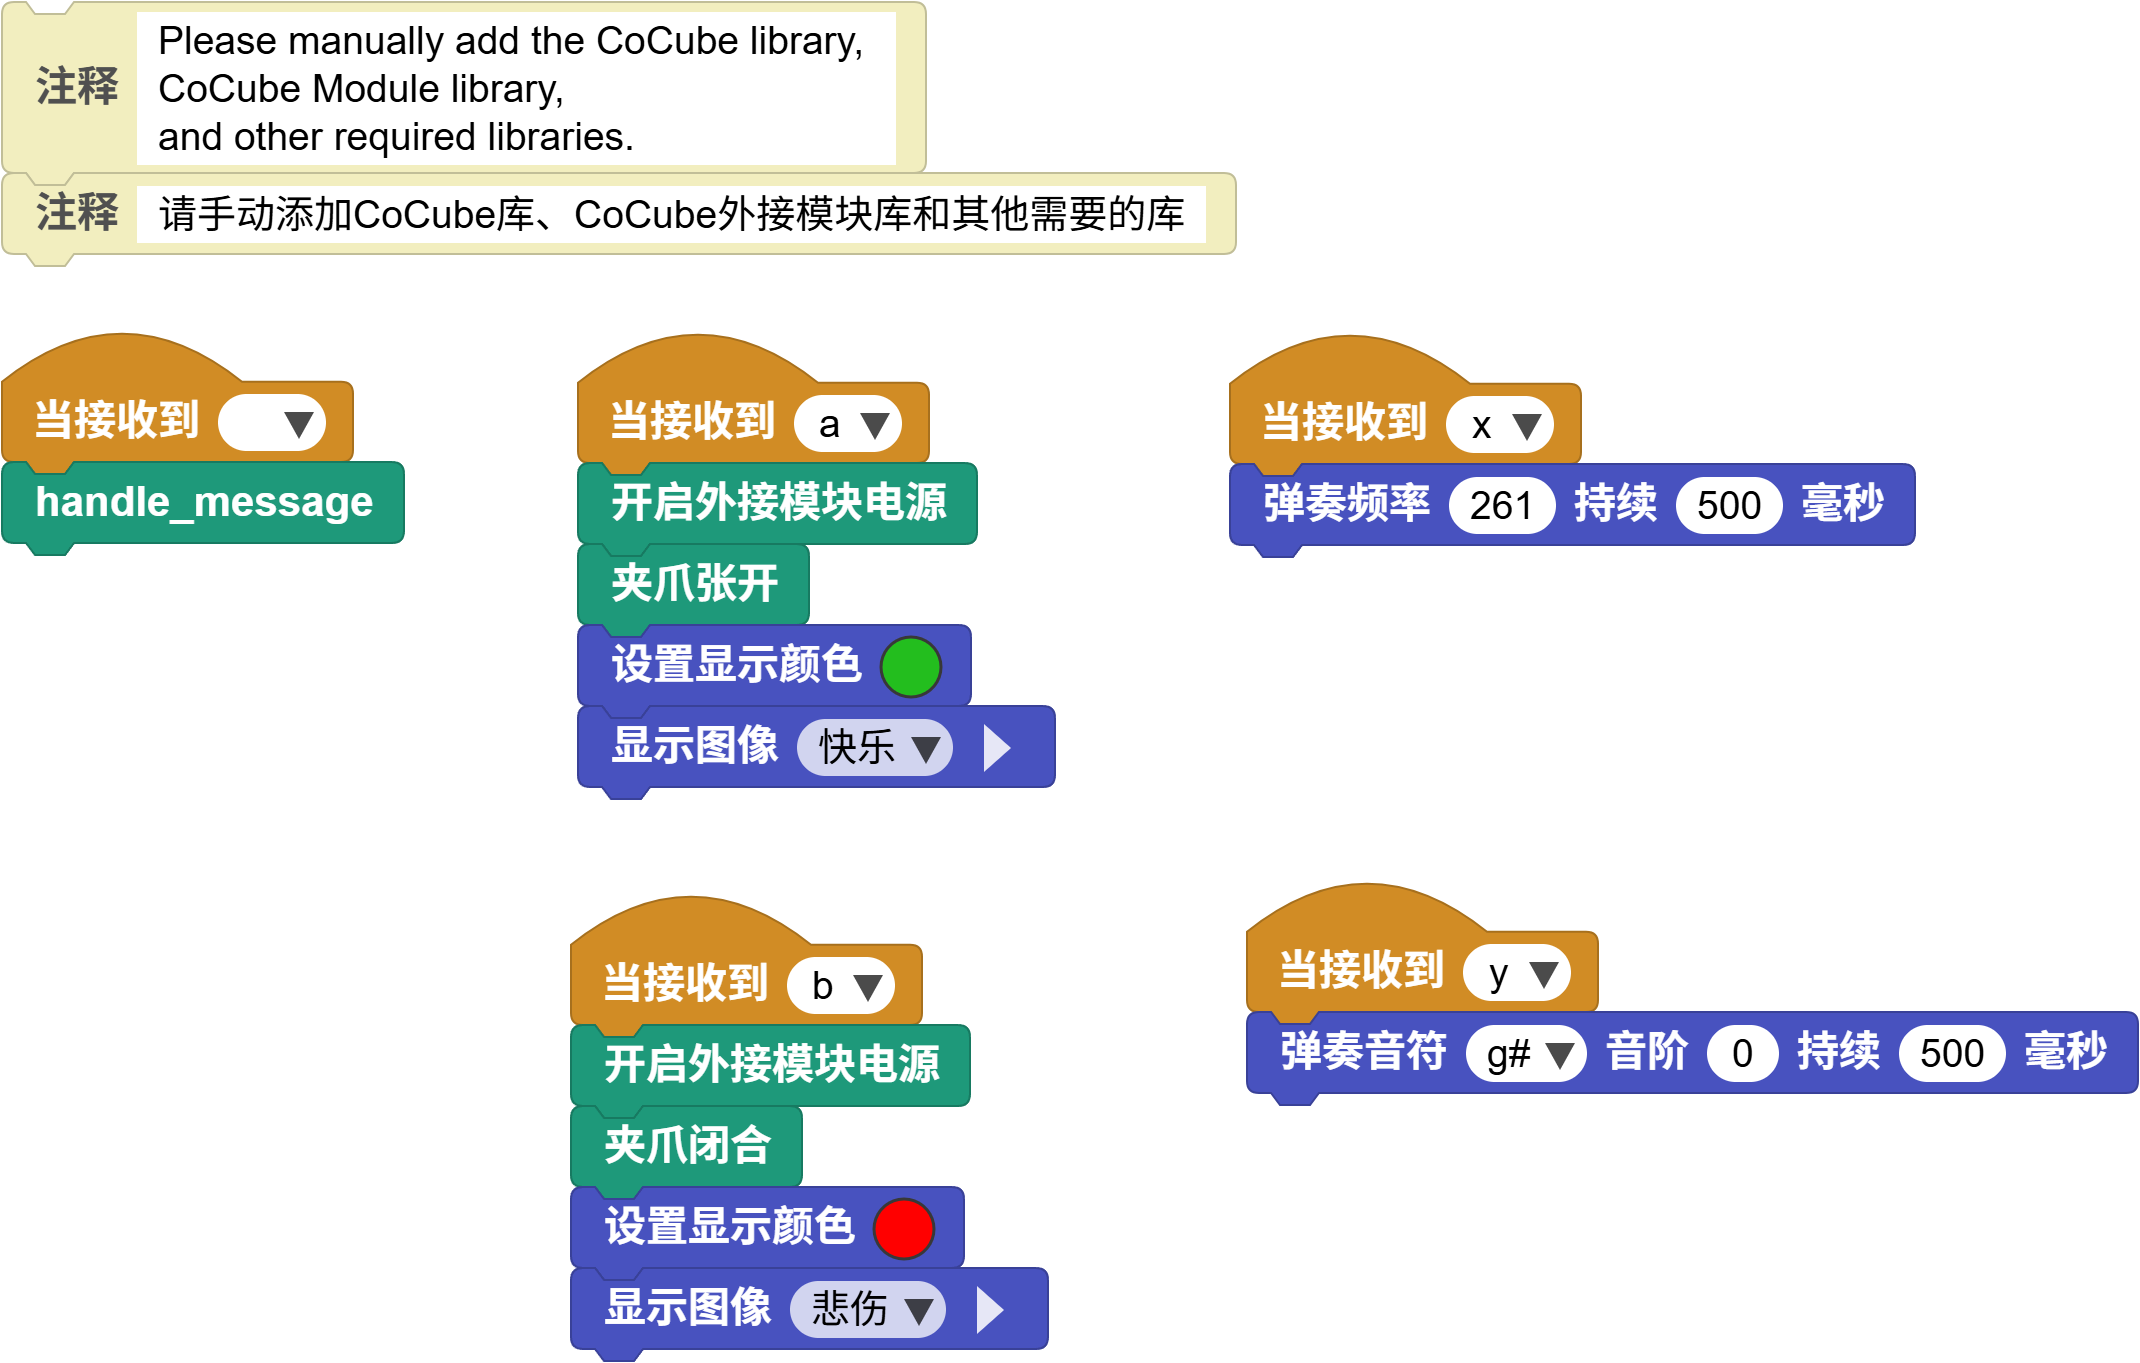 注释 Please manually add the CoCube library,
CoCube Module library,
and other required libraries.
注释 请手动添加CoCube库、CoCube外接模块库和其他需要的库
当接收到
handle_message
当接收到 a
开启外接模块电源
夹爪张开
设置显示颜色
显示图像 快乐
当接收到 x
弹奏频率 261 持续 500 毫秒
当接收到 b
开启外接模块电源
夹爪闭合
设置显示颜色
显示图像 悲伤
当接收到 y
弹奏音符 g# 音阶 0 持续 500 毫秒